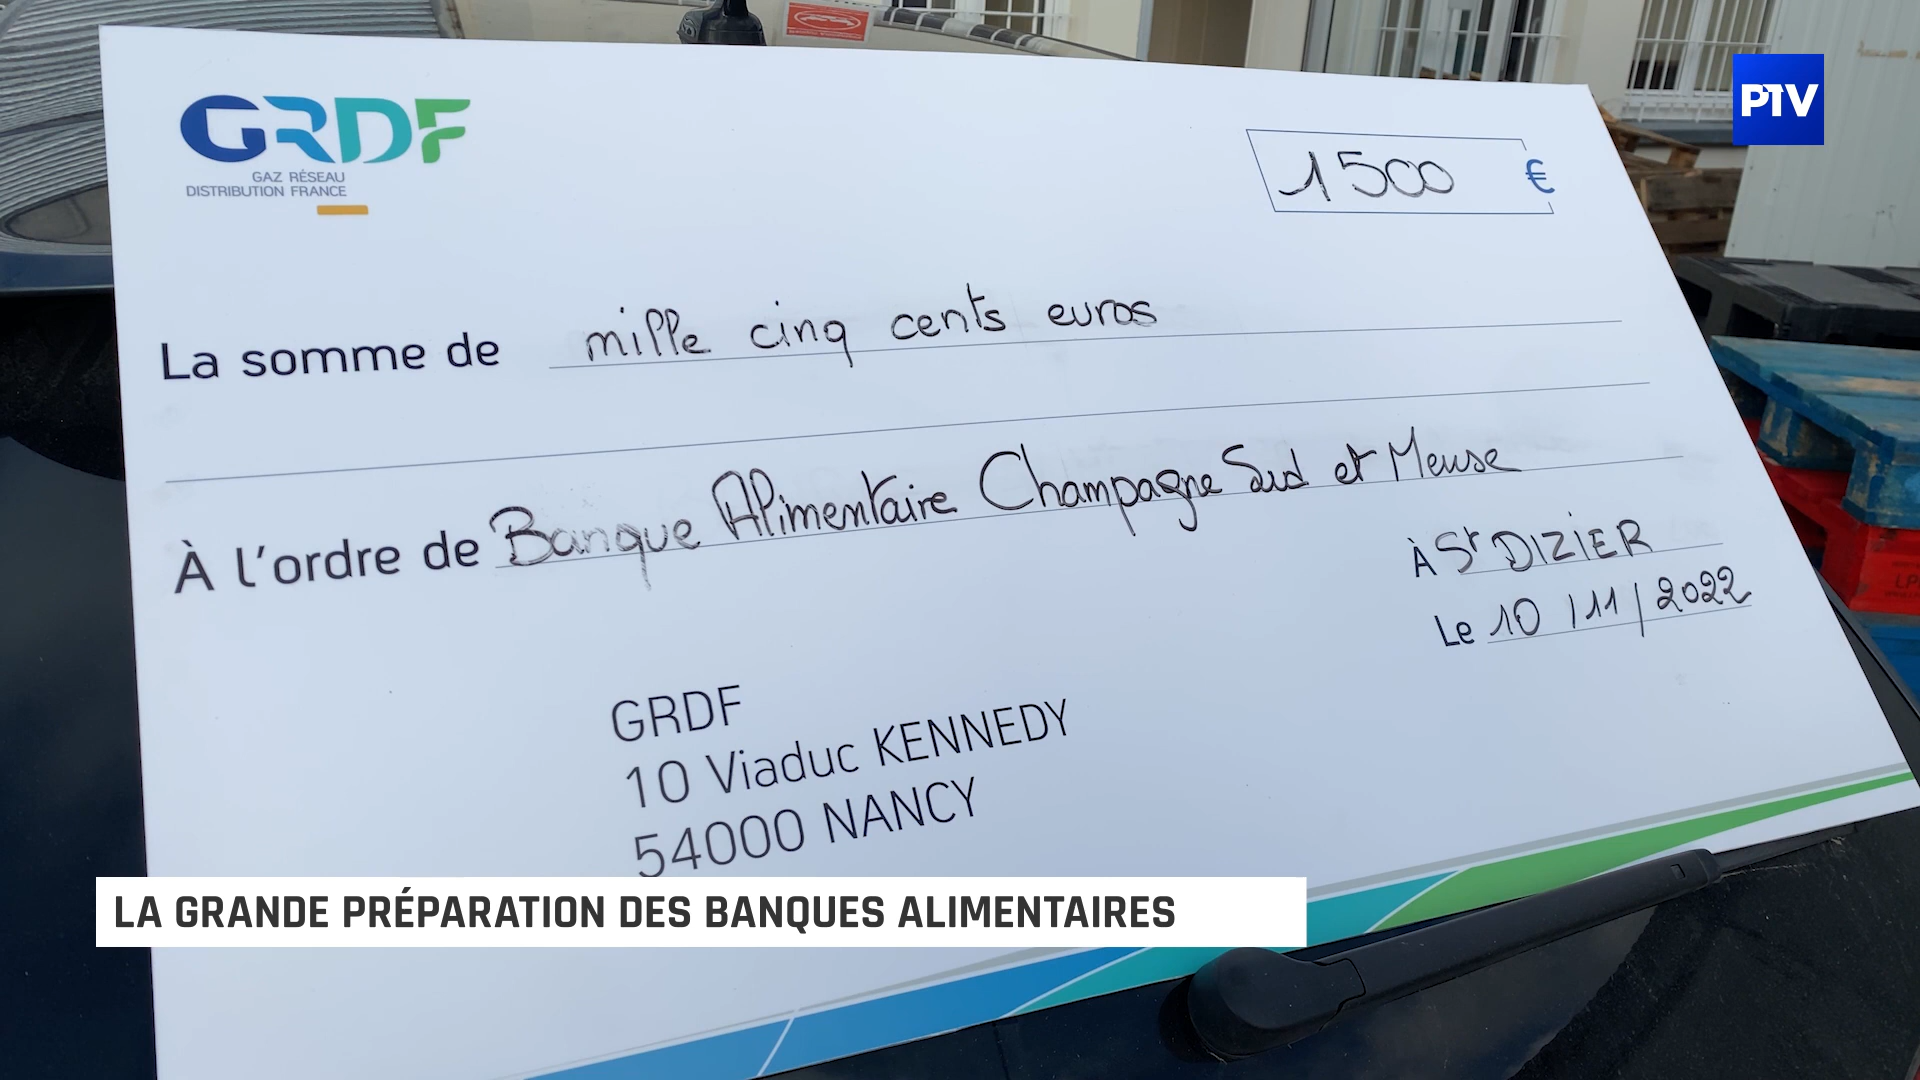 GRDF
GAZ RÉSEAU
DISTRIBUTION FRANCE
PTV
1500 €
La somme de mille cinq cents euros
À l'ordre de Banque Alimentaire Champagne Sud et Meuse
À St DIZIER
Le 10/11/2022
GRDF
10 Viaduc KENNEDY
54000 NANCY
LA GRANDE PRÉPARATION DES BANQUES ALIMENTAIRES